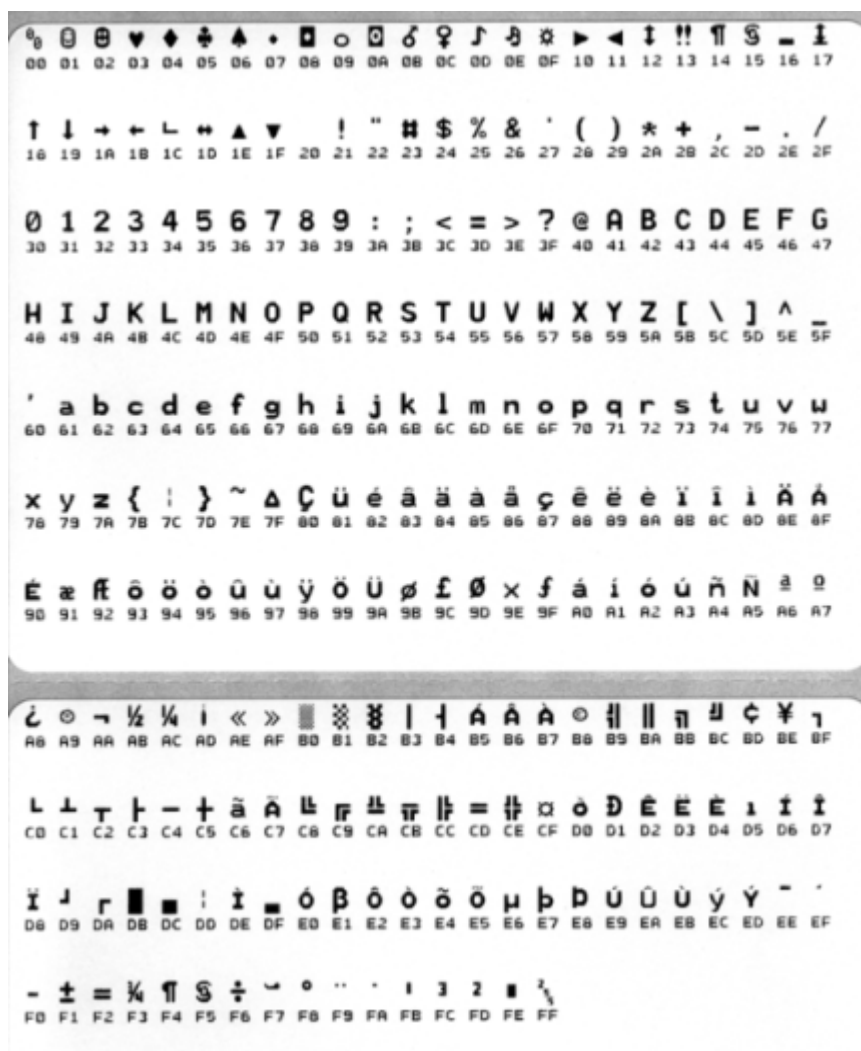 ☺ ☻ ♥ ♦ ♣ ♠ • ◘ ○ ◙ ♂ ♀ ♪ ♫ ☼ ► ◄ ↕ ‼ ¶ § ▬ ↨
00 01 02 03 04 05 06 07 08 09 0A 0B 0C 0D 0E 0F 10 11 12 13 14 15 16 17
↑ ↓ → ← ∟ ↔ ▲ ▼ ! " # $ % & ' ( ) * + , - . /
18 19 1A 1B 1C 1D 1E 1F 20 21 22 23 24 25 26 27 28 29 2A 2B 2C 2D 2E 2F
0 1 2 3 4 5 6 7 8 9 : ; < = > ? @ A B C D E F G
30 31 32 33 34 35 36 37 38 39 3A 3B 3C 3D 3E 3F 40 41 42 43 44 45 46 47
H I J K L M N O P Q R S T U V W X Y Z [ \ ] ^ _
48 49 4A 4B 4C 4D 4E 4F 50 51 52 53 54 55 56 57 58 59 5A 5B 5C 5D 5E 5F
' a b c d e f g h i j k l m n o p q r s t u v w
60 61 62 63 64 65 66 67 68 69 6A 6B 6C 6D 6E 6F 70 71 72 73 74 75 76 77
x y z { ¦ } ~ ∆ Ç ü é â ä à å ç ê ë è ï î ì Ä Å
78 79 7A 7B 7C 7D 7E 7F 80 81 82 83 84 85 86 87 88 89 8A 8B 8C 8D 8E 8F
É æ Æ ô ö ò û ù ÿ Ö Ü ø £ Ø × ƒ á í ó ú ñ Ñ ª º
90 91 92 93 94 95 96 97 98 99 9A 9B 9C 9D 9E 9F A0 A1 A2 A3 A4 A5 A6 A7
¿ ® ¬ ½ ¼ ¡ « » ░ ▒ ▓ │ ┤ Á Â À © ╣ ║ ╗ ╝ ¢ ¥ ┐
A8 A9 AA AB AC AD AE AF B0 B1 B2 B3 B4 B5 B6 B7 B8 B9 BA BB BC BD BE BF
└ ┴ ┬ ├ ─ ┼ ã Ã ╚ ╔ ╩ ╦ ╠ ═ ╬ ¤ ð Ð Ê Ë È ı Í Î
C0 C1 C2 C3 C4 C5 C6 C7 C8 C9 CA CB CC CD CE CF D0 D1 D2 D3 D4 D5 D6 D7
Ï ┘ ┌ █ ▄ ¦ Ì ▬ Ó β Ô Ò õ Õ µ þ Þ Ú Û Ù ý Ý ¯ ´
D8 D9 DA DB DC DD DE DF E0 E1 E2 E3 E4 E5 E6 E7 E8 E9 EA EB EC ED EE EF
- ± = ¾ ¶ § ÷ ¸ ° ¨ · ¹ ³ ² ■
F0 F1 F2 F3 F4 F5 F6 F7 F8 F9 FA FB FC FD FE FF